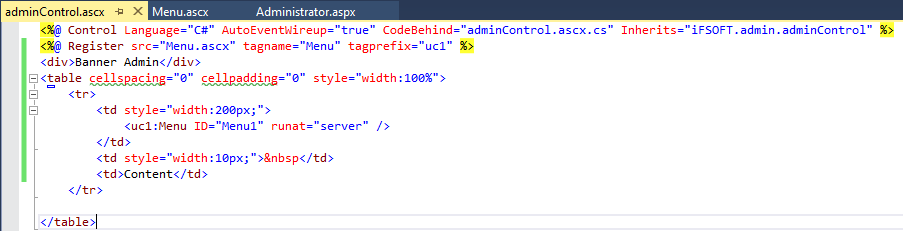 adminControl.ascx Menu.ascx Administrator.aspx
<%@ Control Language="C#" AutoEventWireup="true" CodeBehind="adminControl.ascx.cs" Inherits="iFSOFT.admin.adminControl" %>
<%@ Register src="Menu.ascx" tagname="Menu" tagprefix="uc1" %>
<div>Banner Admin</div>
<table cellspacing="0" cellpadding="0" style="width:100%">
<tr>
<td style="width:200px;">
<uc1:Menu ID="Menu1" runat="server" />
</td>
<td style="width:10px;">&nbsp</td>
<td>Content</td>
</tr>
</table>